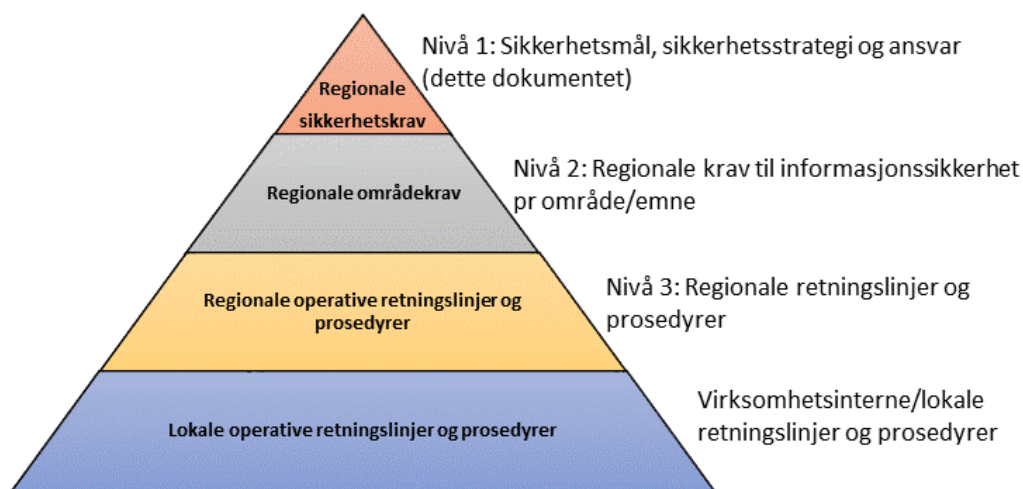 Nivå 1: Sikkerhetsmål, sikkerhetsstrategi og ansvar
(dette dokumentet)
Regionale
sikkerhetskrav
Nivå 2: Regionale krav til informasjonssikkerhet
pr område/emne
Regionale områdekrav
Nivå 3: Regionale retningslinjer og
prosedyrer
Regionale operative retningslinjer og
prosedyrer
Virksomhetsinterne/lokale
retningslinjer og prosedyrer
Lokale operative retningslinjer og prosedyrer